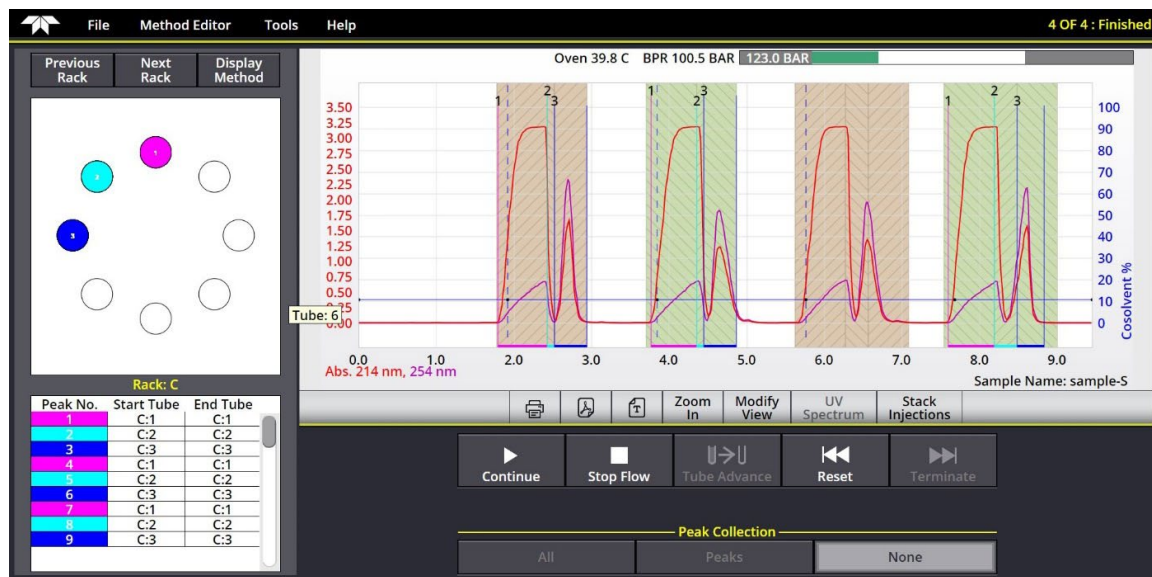 File Method Editor Tools Help 4 OF 4 : Finished
Previous Rack Next Rack Display Method
1
3
Rack: C
Peak No. Start Tube End Tube
1 C:1 C:1
2 C:2 C:2
3 C:3 C:3
4 C:1 C:1
5 C:2 C:2
6 C:3 C:3
7 C:1 C:1
8 C:2 C:2
9 C:3 C:3
Tube: 6
Oven 39.8 C BPR 100.5 BAR 123.0 BAR
1 2 3 1 2 3 1 2 3
3.50
3.25
3.00
2.75
2.50
2.25
2.00
1.75
1.50
1.25
1.00
0.75
0.50
100
90
80
70
60
50
40
30
20
10
0
Cosolvent %
0.0 1.0 2.0 3.0 4.0 5.0 6.0 7.0 8.0 9.0
Abs. 214 nm, 254 nm
Sample Name: sample-S
Zoom In Modify View UV Spectrum Stack Injections
Continue Stop Flow Tube Advance Reset Terminate
Peak Collection
All Peaks None